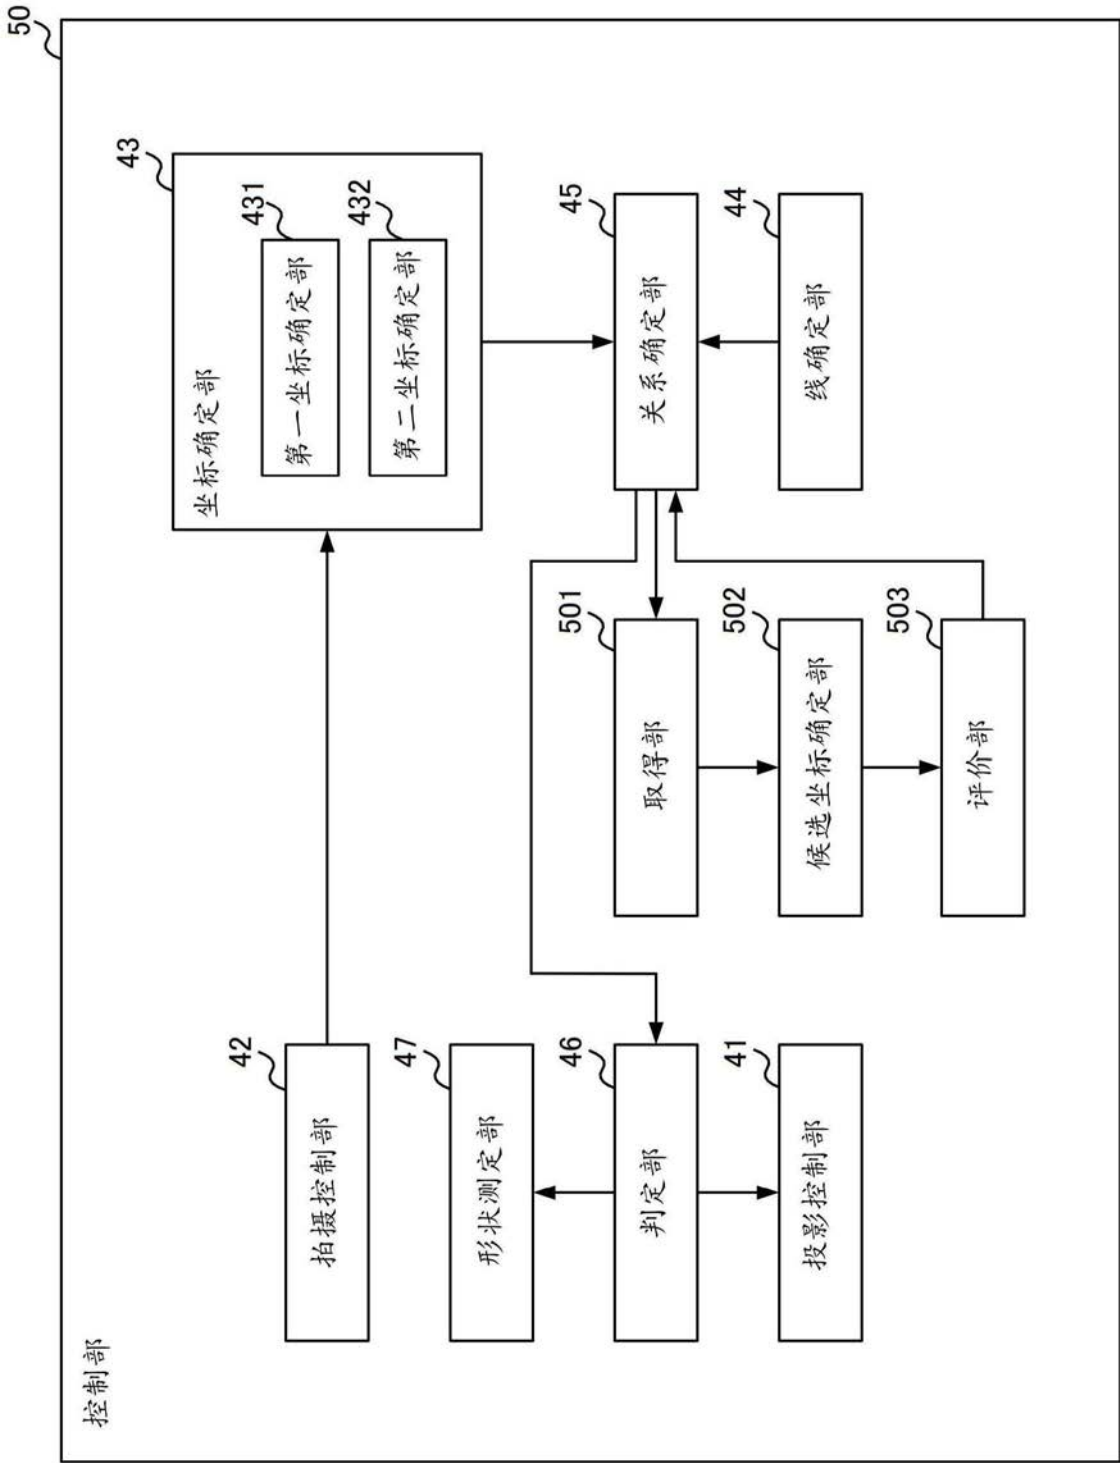 50
控制部
43
坐标确定部
431
第一坐标确定部
432
第二坐标确定部
42
拍摄控制部
47
形状测定部
46
判定部
41
投影控制部
501
取得部
502
候选坐标确定部
503
评价部
45
关系确定部
44
线确定部